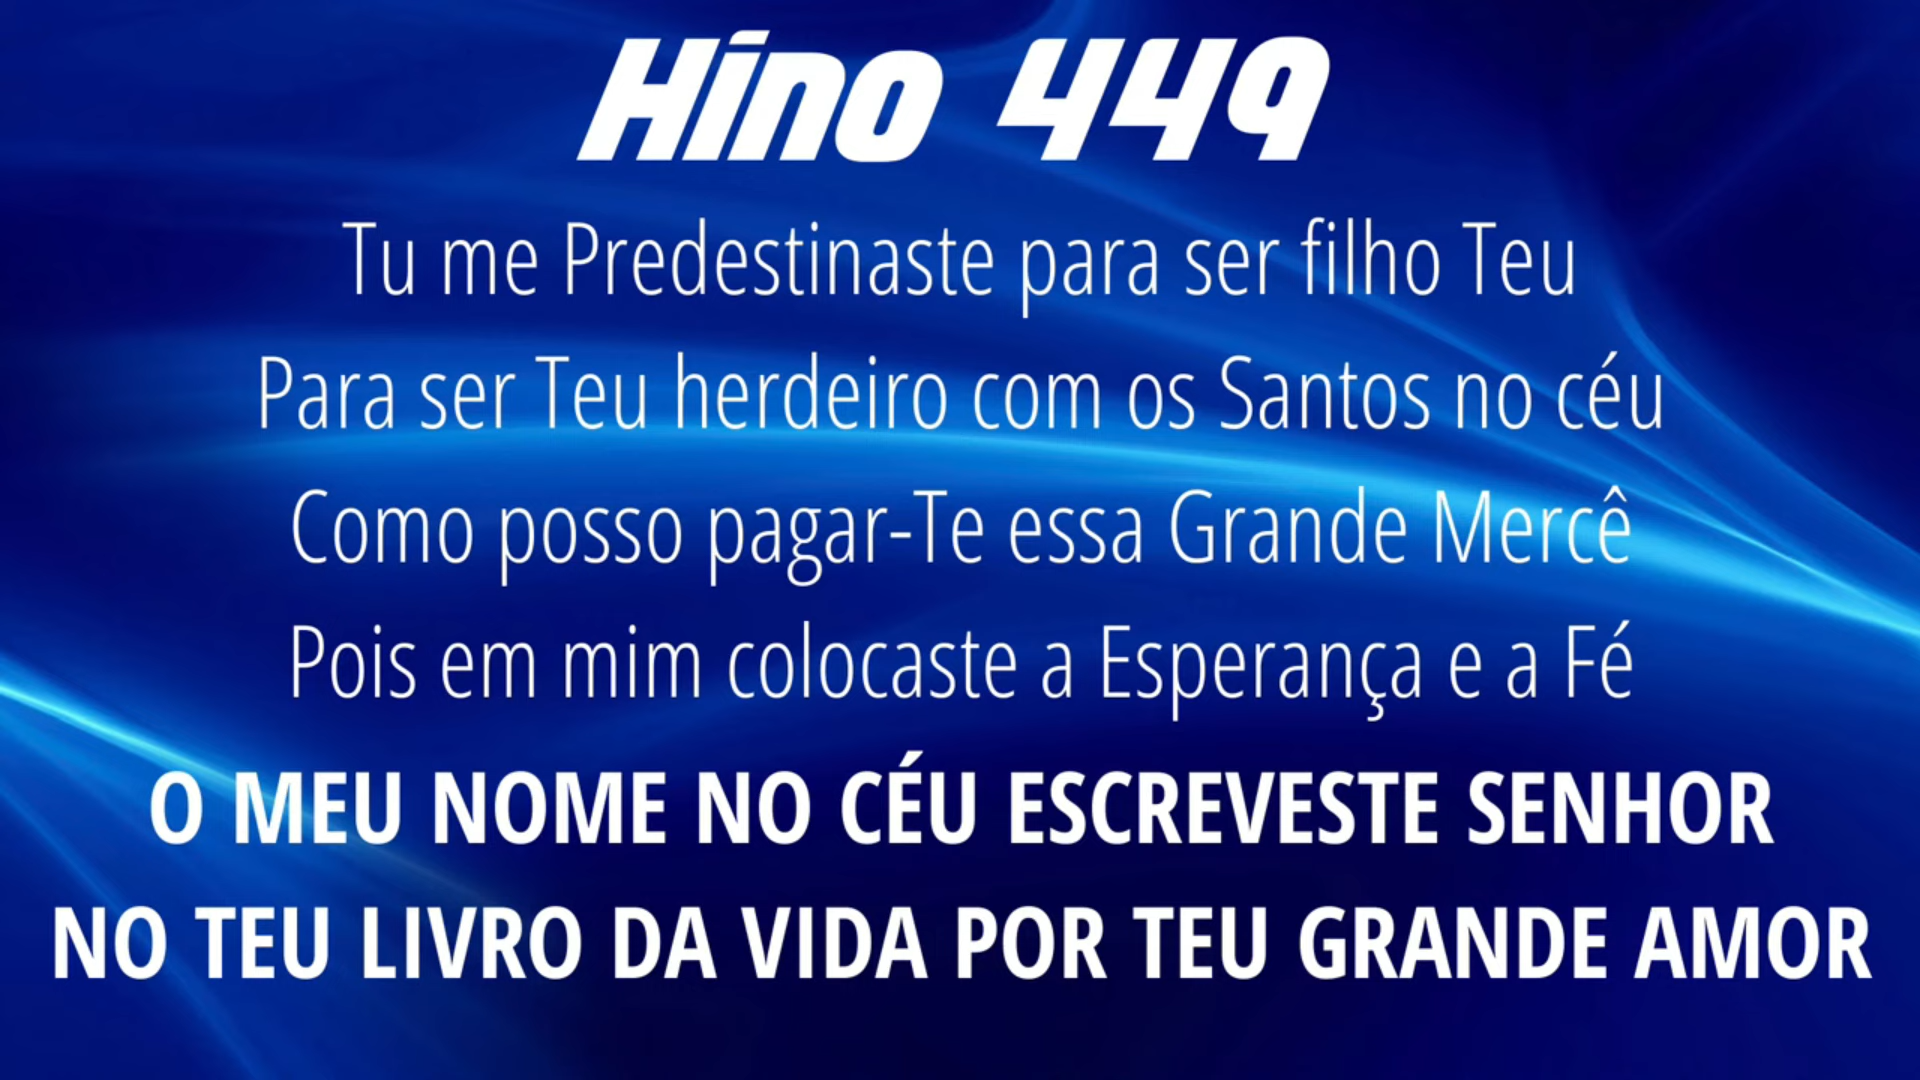 Hino 449
Tu me Predestinaste para ser filho Teu
Para ser Teu herdeiro com os Santos no céu
Como posso pagar-Te essa Grande Mercê
Pois em mim colocaste a Esperança e a Fé
O MEU NOME NO CÉU ESCREVESTE SENHOR
NO TEU LIVRO DA VIDA POR TEU GRANDE AMOR